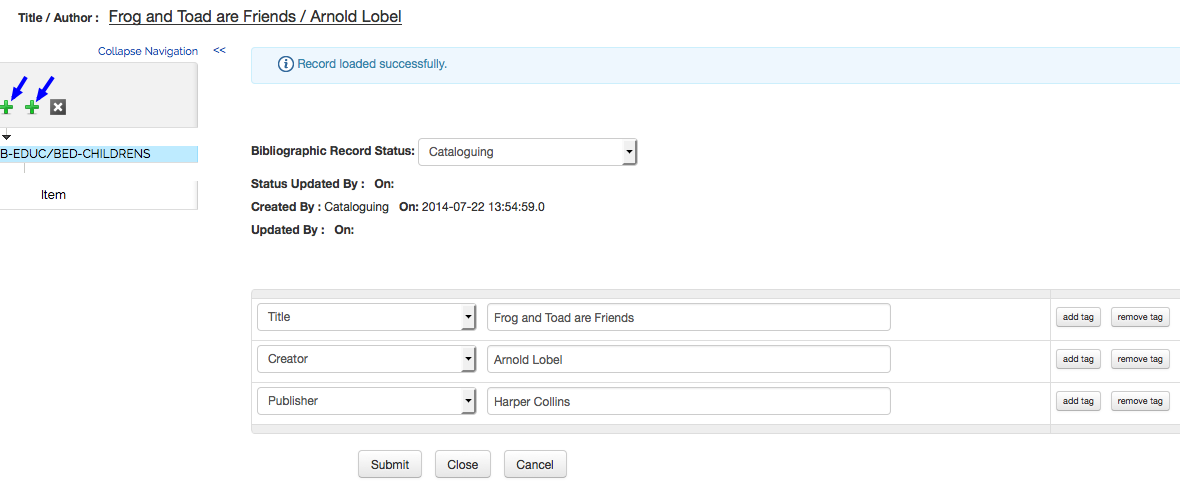 Title / Author : Frog and Toad are Friends / Arnold Lobel
Collapse Navigation <<
Record loaded successfully.
Bibliographic Record Status: Cataloguing
B-EDUC/BED-CHILDRENS
Status Updated By : On:
Item
Created By : Cataloguing On: 2014-07-22 13:54:59.0
Updated By : On:
Title Frog and Toad are Friends add tag remove tag
Creator Arnold Lobel add tag remove tag
Publisher Harper Collins add tag remove tag
Submit Close Cancel